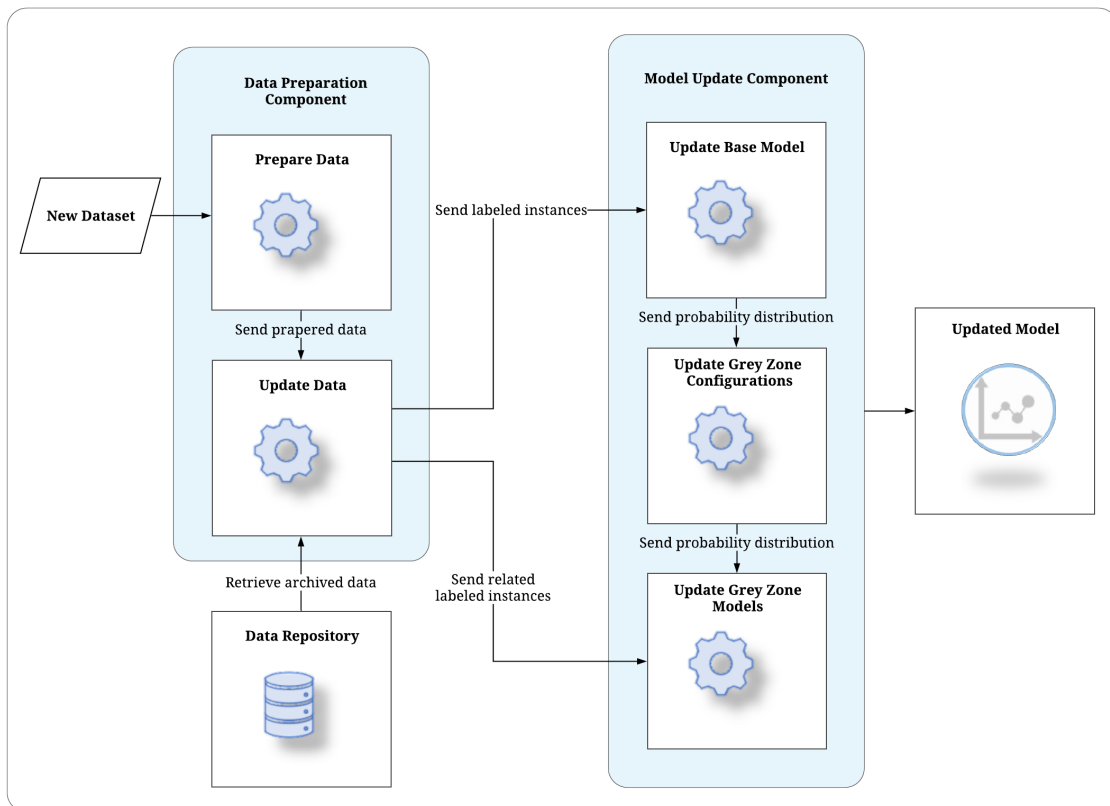 Data Preparation
Component
Prepare Data
New Dataset
Send prapered data
Update Data
Retrieve archived data
Data Repository
Send labeled instances
Send related
labeled instances
Model Update Component
Update Base Model
Send probability distribution
Update Grey Zone
Configurations
Send probability distribution
Update Grey Zone
Models
Updated Model